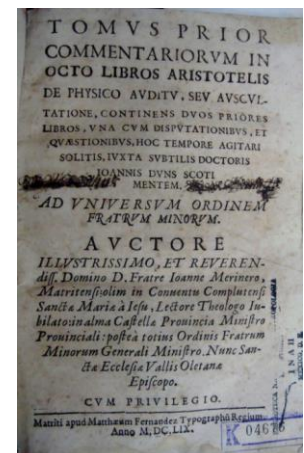 TOMVS PRIOR
COMMENTARIORVM IN
OCTO LIBROS ARISTOTELIS
DE PHYSICO AVDITV, SEV AVSCVL-
TATIONE, CONTINENS DVOS PRIORES
LIBROS, VNA CVM DISPVTATIONIBVS, ET
QVÆSTIONIBVS, HOC TEMPORE AGITARI
SOLITIS, IVXTA SVBTILIS DOCTORIS
IOANNIS DVNS SCOTI
MENTEM.
AD VNIVERSVM ORDINEM
FRATRVM MINORVM.
AVCTORE
ILLVSTRISSIMO, ET REVEREN-
diss. Domino D. Fratre Ioanne Merinero,
Matritensi; olim in Conuentu Complutensi
Sanctæ Mariæ à Iesu, Lectore Theologo Iu-
bilato: in alma Castellæ Prouincia Ministro
Prouinciali: posteà totius Ordinis Fratrum
Minorum Generali Ministro. Nunc San-
ctæ Ecclesiæ Vallis Oletanæ
Episcopo.
CVM PRIVILEGIO.
Matriti apud Matthæum Fernandez Typographū Regium.
Anno M.DC.LIX.
INAH
K 04676